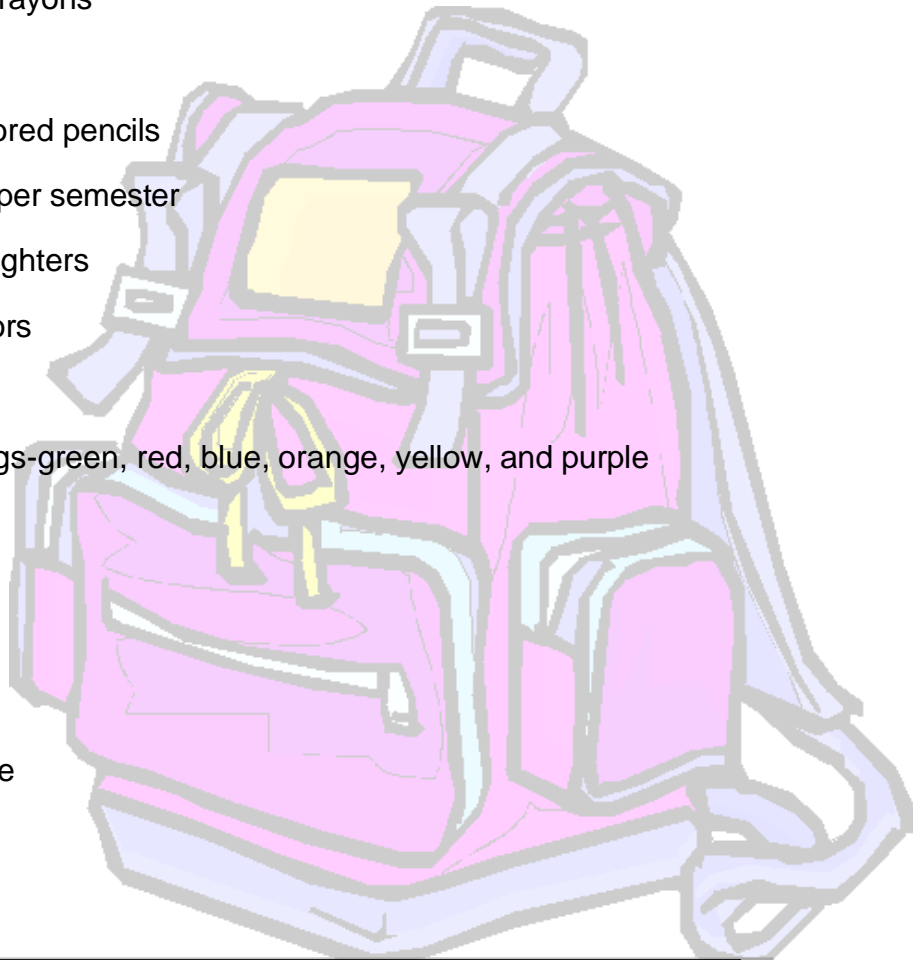 rayons
ored pencils
per semester
ghters
ors
gs-green, red, blue, orange, yellow, and purple
e